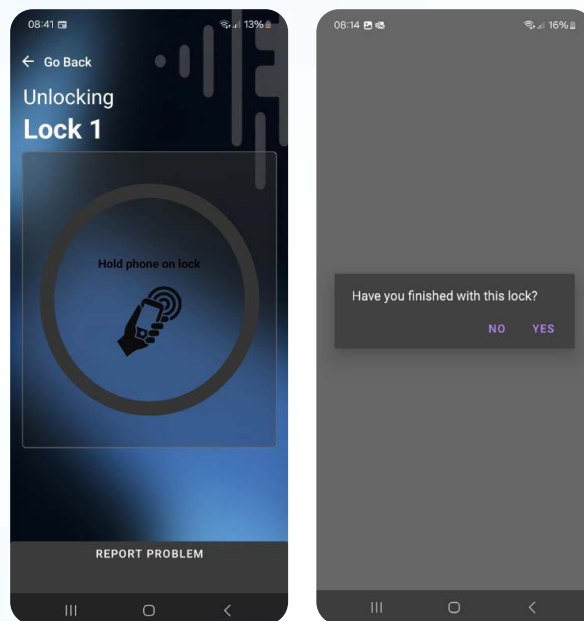 08:41 13%
Go Back
Unlocking
Lock 1
Hold phone on lock
REPORT PROBLEM
08:14 16%
Have you finished with this lock?
NO YES